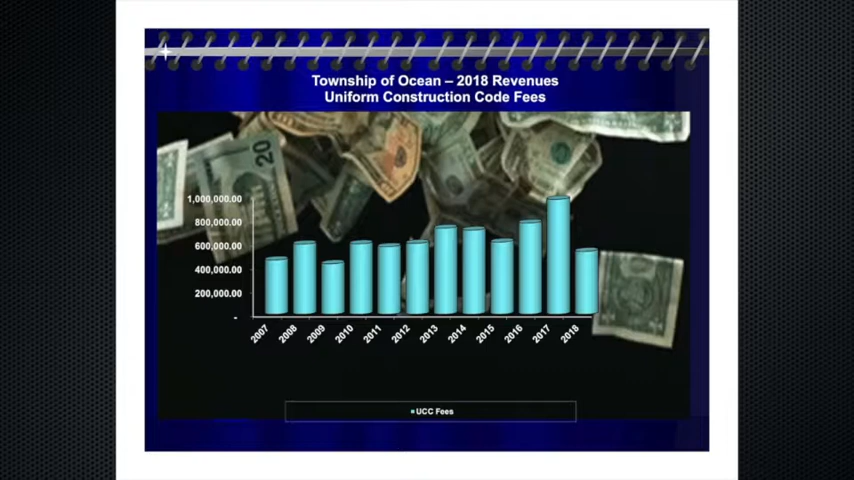 Township of Ocean – 2018 Revenues
Uniform Construction Code Fees
20
1,000,000.00
800,000.00
600,000.00
400,000.00
200,000.00
-
2007 2008 2009 2010 2011 2012 2013 2014 2015 2016 2017 2018
UCC Fees